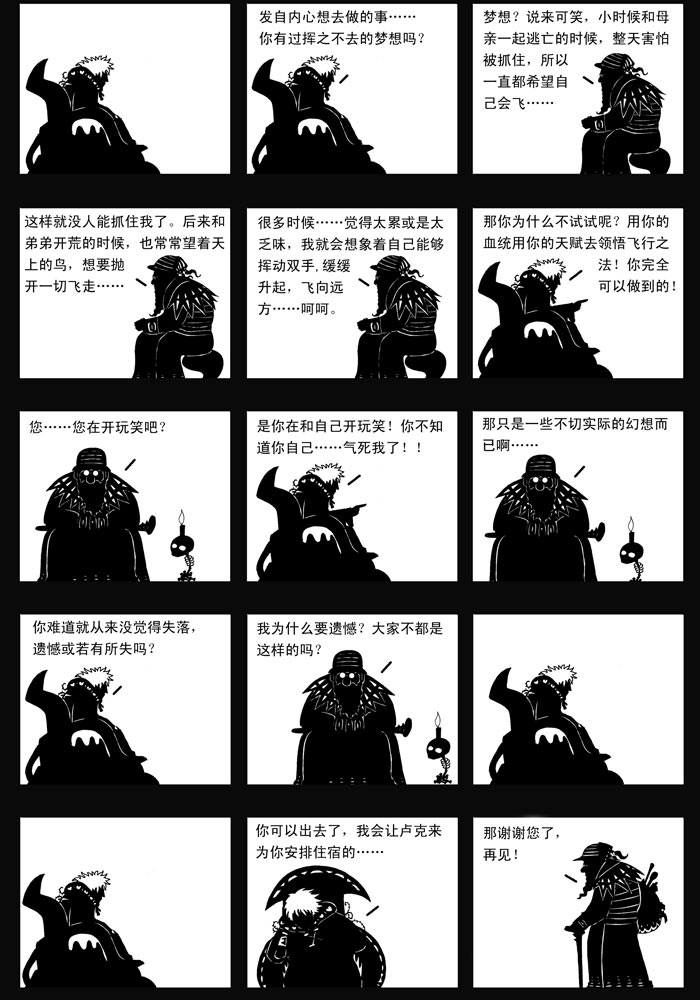 发自内心想去做的事……
你有过挥之不去的梦想吗？
梦想？说来可笑，小时候和母
亲一起逃亡的时候，整天害怕
被抓住，所以
一直都希望自
己会飞……
这样就没人能抓住我了。后来和
弟弟开荒的时候，也常常望着天
上的鸟，想要抛
开一切飞走……
很多时候……觉得太累或是太
乏味，我就会想象着自己能够
挥动双手，缓缓
升起，飞向远
方……呵呵。
那你为什么不试试呢？用你的
血统用你的天赋去领悟飞行之
法！你完全
可以做到的！
您……您在开玩笑吧？
是你在和自己开玩笑！你不知
道你自己……气死我了！！
那只是一些不切实际的幻想而
已啊……
你难道就从来没觉得失落，
遗憾或若有所失吗？
我为什么要遗憾？大家不都是
这样的吗？
你可以出去了，我会让卢克来
为你安排住宿的……
那谢谢您了，
再见！